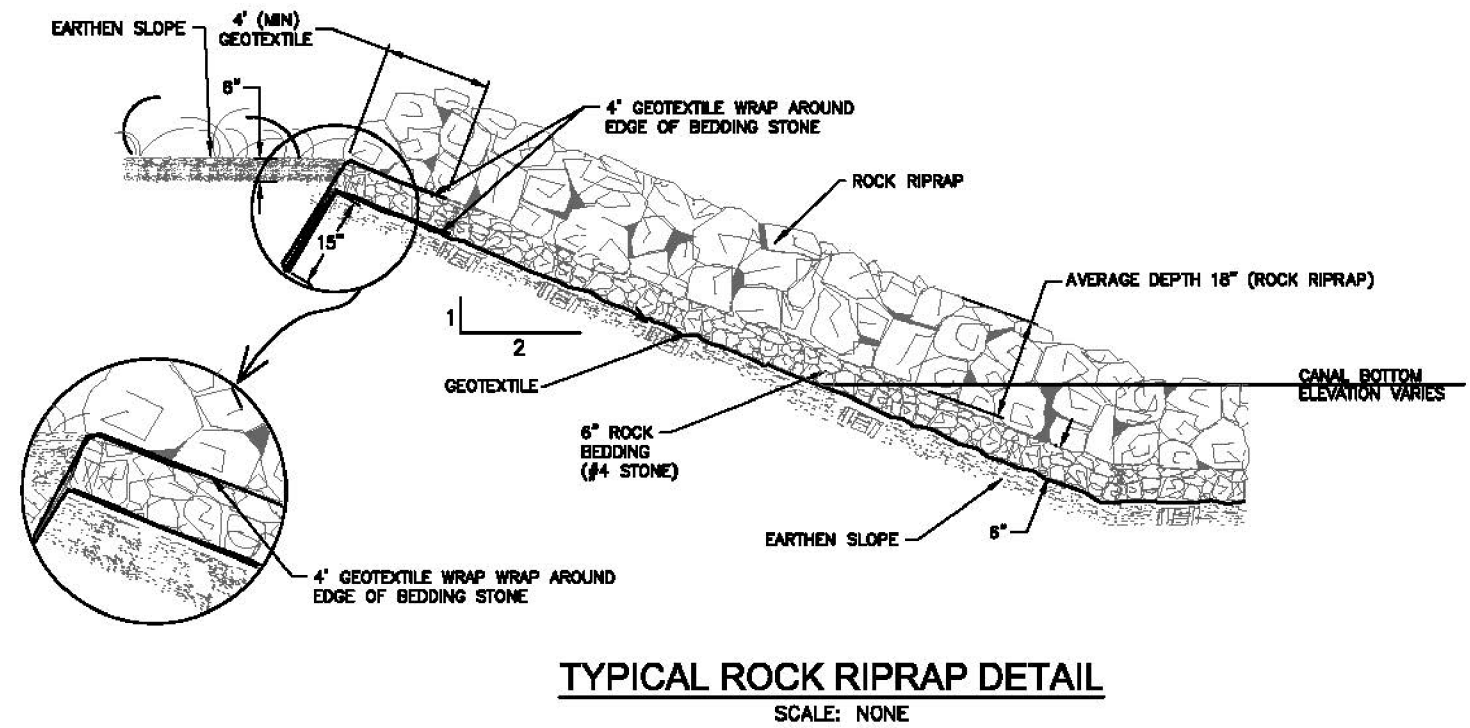 EARTHEN SLOPE
4' (MIN)
GEOTEXTILE
6"
4' GEOTEXTILE WRAP AROUND
EDGE OF BEDDING STONE
ROCK RIPRAP
15"
AVERAGE DEPTH 18" (ROCK RIPRAP)
1
2
GEOTEXTILE
CANAL BOTTOM
ELEVATION VARIES
6" ROCK
BEDDING
(#4 STONE)
EARTHEN SLOPE
6"
4' GEOTEXTILE WRAP WRAP AROUND
EDGE OF BEDDING STONE
TYPICAL ROCK RIPRAP DETAIL
SCALE: NONE